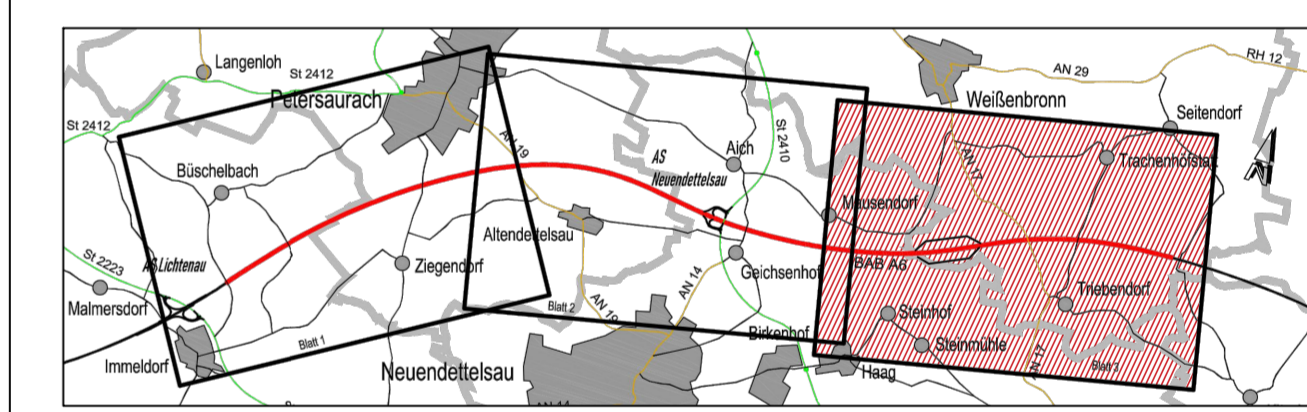 Langenloh
St 2412
Petersaurach
St 2412
Büschelbach
AN 19
AS
Neuendettelsau
Aich
St 2410
AN 29
RH 12
Weißenbronn
Seitendorf
AN 17
Trachenhöfstatt
Mausendorf
Altendettelsau
Geichsenhof
BAB A6
St 2223
AS Lichtenau
Ziegendorf
Malmersdorf
Blatt 2
AN 19
AN 14
Triebendorf
Steinhof
Birkenhof
Steinmühle
Immeldorf
Blatt 1
Neuendettelsau
Haag
AN 17
Blatt 3
AN 14
N